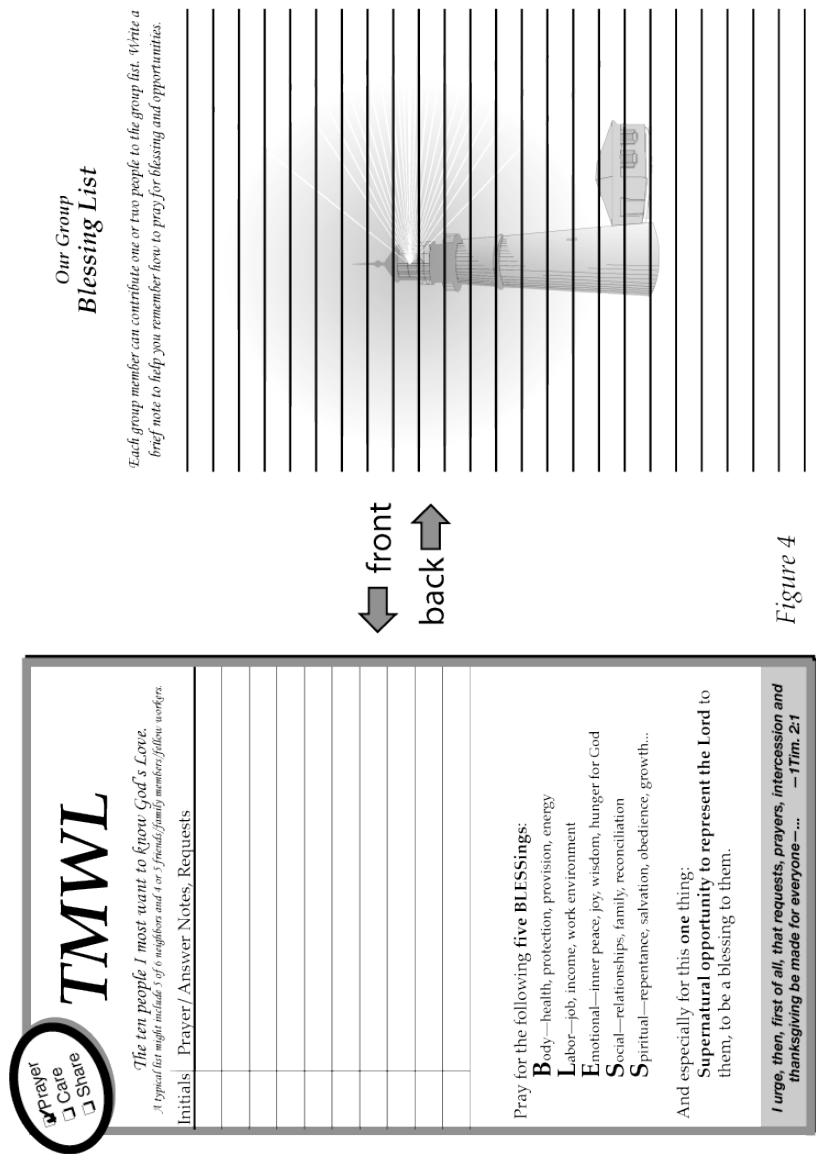 Prayer
Care
Share
TMWL
The ten people I most want to know God's Love.
A typical list might include 5 of 6 neighbors and 4 or 5 friends/family members/fellow workers.
Initials Prayer/Answer Notes, Requests
Pray for the following five BLESSings:
Body—health, protection, provision, energy
Labor—job, income, work environment
Emotional—inner peace, joy, wisdom, hunger for God
Social—relationships, family, reconciliation
Spiritual—repentance, salvation, obedience, growth...
And especially for this one thing:
Supernatural opportunity to represent the Lord to
them, to be a blessing to them.
I urge, then, first of all, that requests, prayers, intercession and
thanksgiving be made for everyone—... —1Tim. 2:1
front
back
Figure 4
Our Group
Blessing List
Each group member can contribute one or two people to the group list. Write a
brief note to help you remember how to pray for blessing and opportunities.